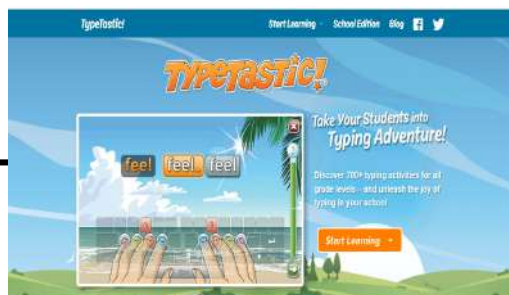 TypeTastic!
Start Learning
School Edition
Blog
TYPETASTIC!
Take Your Students into
Typing Adventure!
feel feel feel
Discover 700+ typing activities for all
grade levels – and unleash the joy of
typing in your school
Start Learning